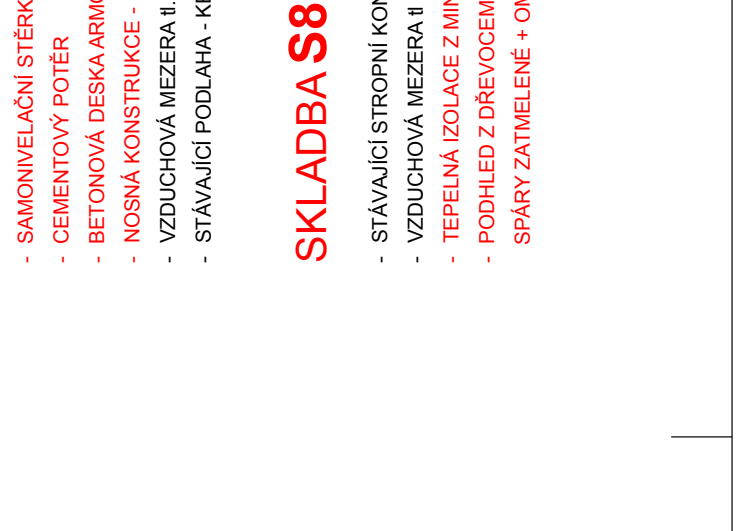 - SAMONIVELAČNÍ STĚRK
- CEMENTOVÝ POTĚR
- BETONOVÁ DESKA ARMO
- NOSNÁ KONSTRUKCE -
- VZDUCHOVÁ MEZERA tl.
- STÁVAJÍCÍ PODLAHA - KE
SKLADBA S8
- STÁVAJÍCÍ STROPNÍ KON
- VZDUCHOVÁ MEZERA tl
- TEPELNÁ IZOLACE Z MIN
- PODHLED Z DŘEVOCEM
SPÁRY ZATMELENÉ + OM